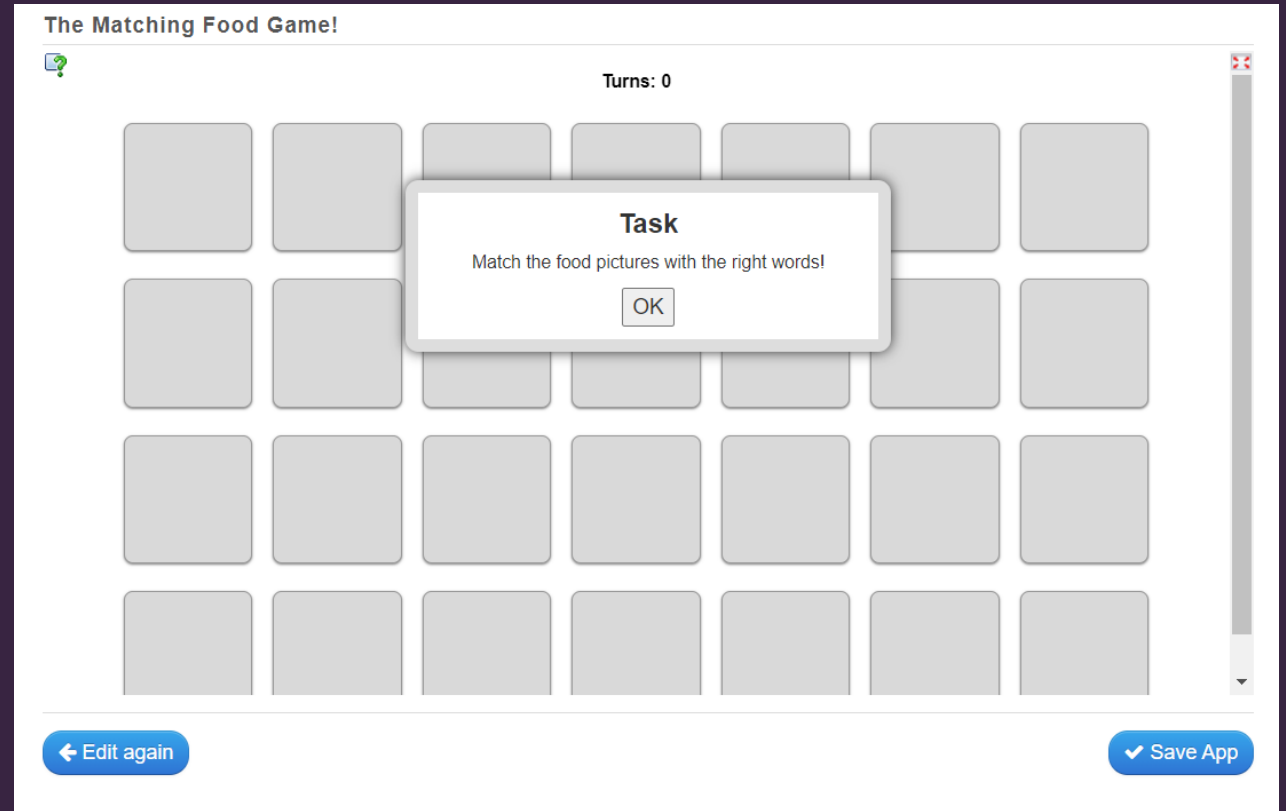 The Matching Food Game!
Turns: 0
Task
Match the food pictures with the right words!
OK
Edit again
Save App